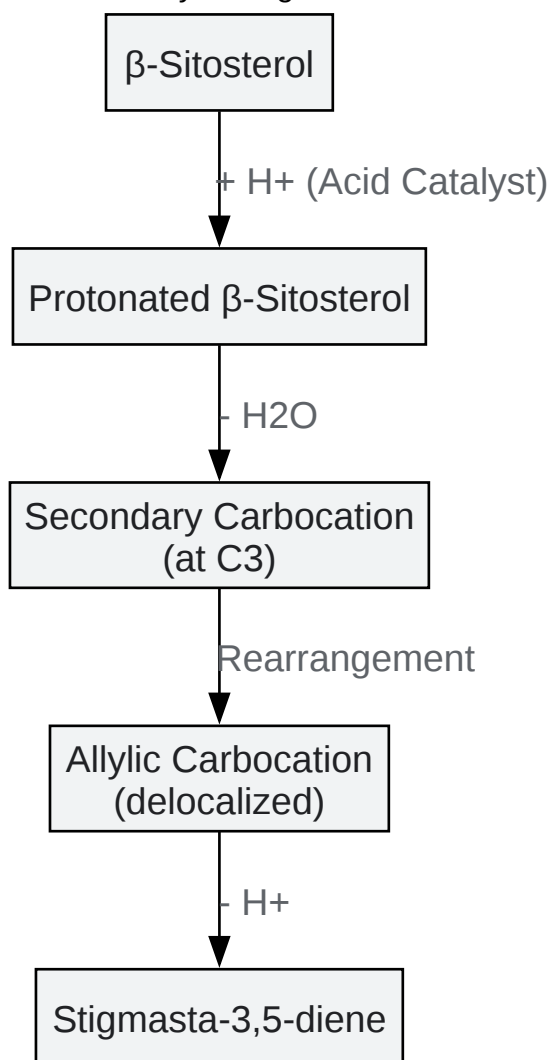 β-Sitosterol
+ H+ (Acid Catalyst)
Protonated β-Sitosterol
- H2O
Secondary Carbocation
(at C3)
Rearrangement
Allylic Carbocation
(delocalized)
- H+
Stigmasta-3,5-diene